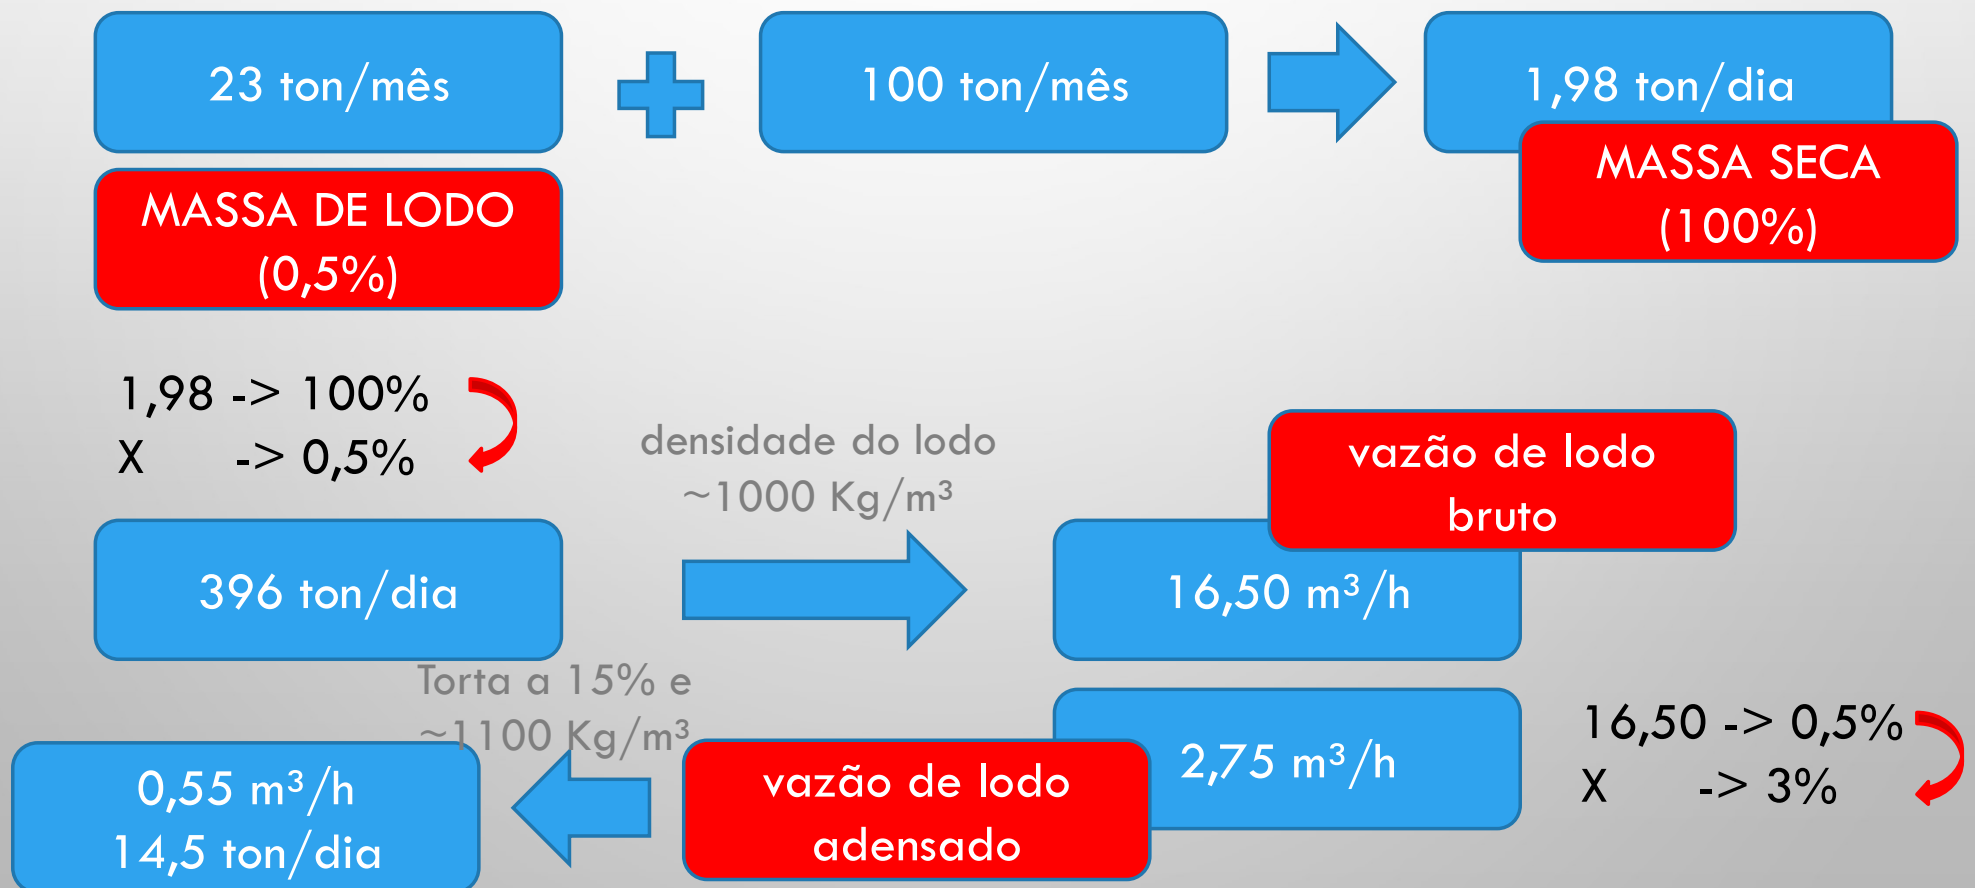 23 ton/mês
100 ton/mês
1,98 ton/dia
MASSA DE LODO
(0,5%)
MASSA SECA
(100%)
1,98 -> 100%
X -> 0,5%
densidade do lodo
~1000 Kg/m³
vazão de lodo
bruto
396 ton/dia
16,50 m³/h
Torta a 15% e
~1100 Kg/m³
0,55 m³/h
14,5 ton/dia
vazão de lodo
adensado
2,75 m³/h
16,50 -> 0,5%
X -> 3%